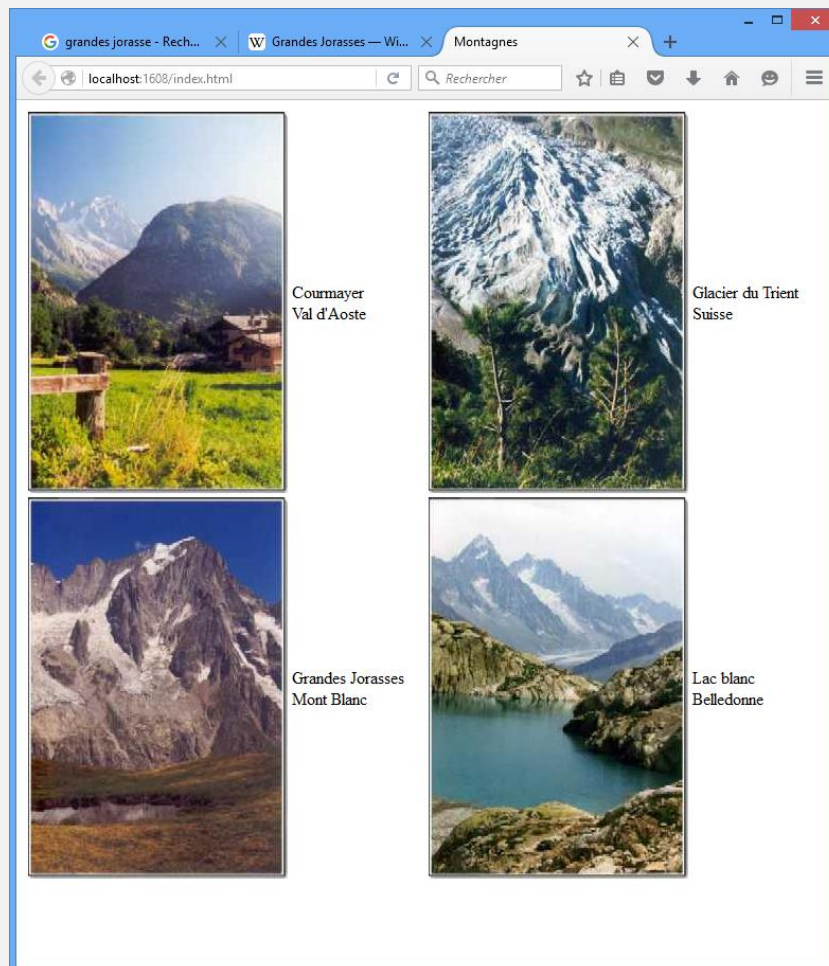 grandes jorasse - Rech...
Grandes Jorasses — Wi...
Montagnes
localhost:1608/index.html
Rechercher
Courmayer
Val d'Aoste
Glacier du Trient
Suisse
Grandes Jorasses
Mont Blanc
Lac blanc
Belledonne